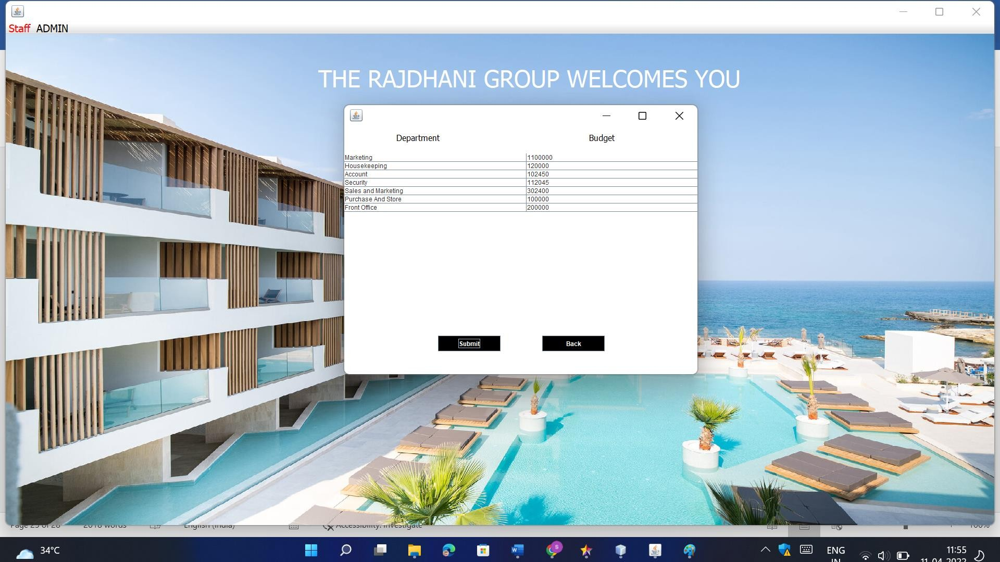 Staff ADMIN
THE RAJDHANI GROUP WELCOMES YOU
Department Budget
Marketing 1100000
Housekeeping 120000
Account 102450
Security 112045
Sales and Marketing 302400
Purchase And Store 100000
Front Office 200000
Submit Back
Page 25 of 28 2018 words English (India) Accessibility: Investigate 100%
34°C ENG 11:55
IN 11-04-2022